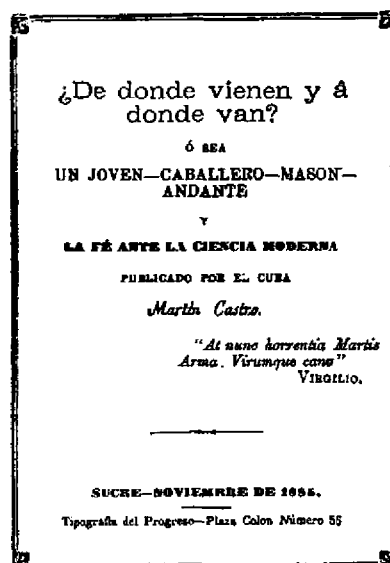 ¿De donde vienen y á
donde van?
ó sea
UN JOVEN—CABALLERO—MASON—
ANDANTE
Y
LA FÉ ANTE LA CIENCIA MODERNA
PUBLICADO POR EL CURA
Martin Castro.
"At nunc horrentia Martis
Arma. Virumque cano"
VIRGILIO.
SUCRE—NOVIEMBRE DE
Tipografia del Progreso—Plaza Colon Número 55